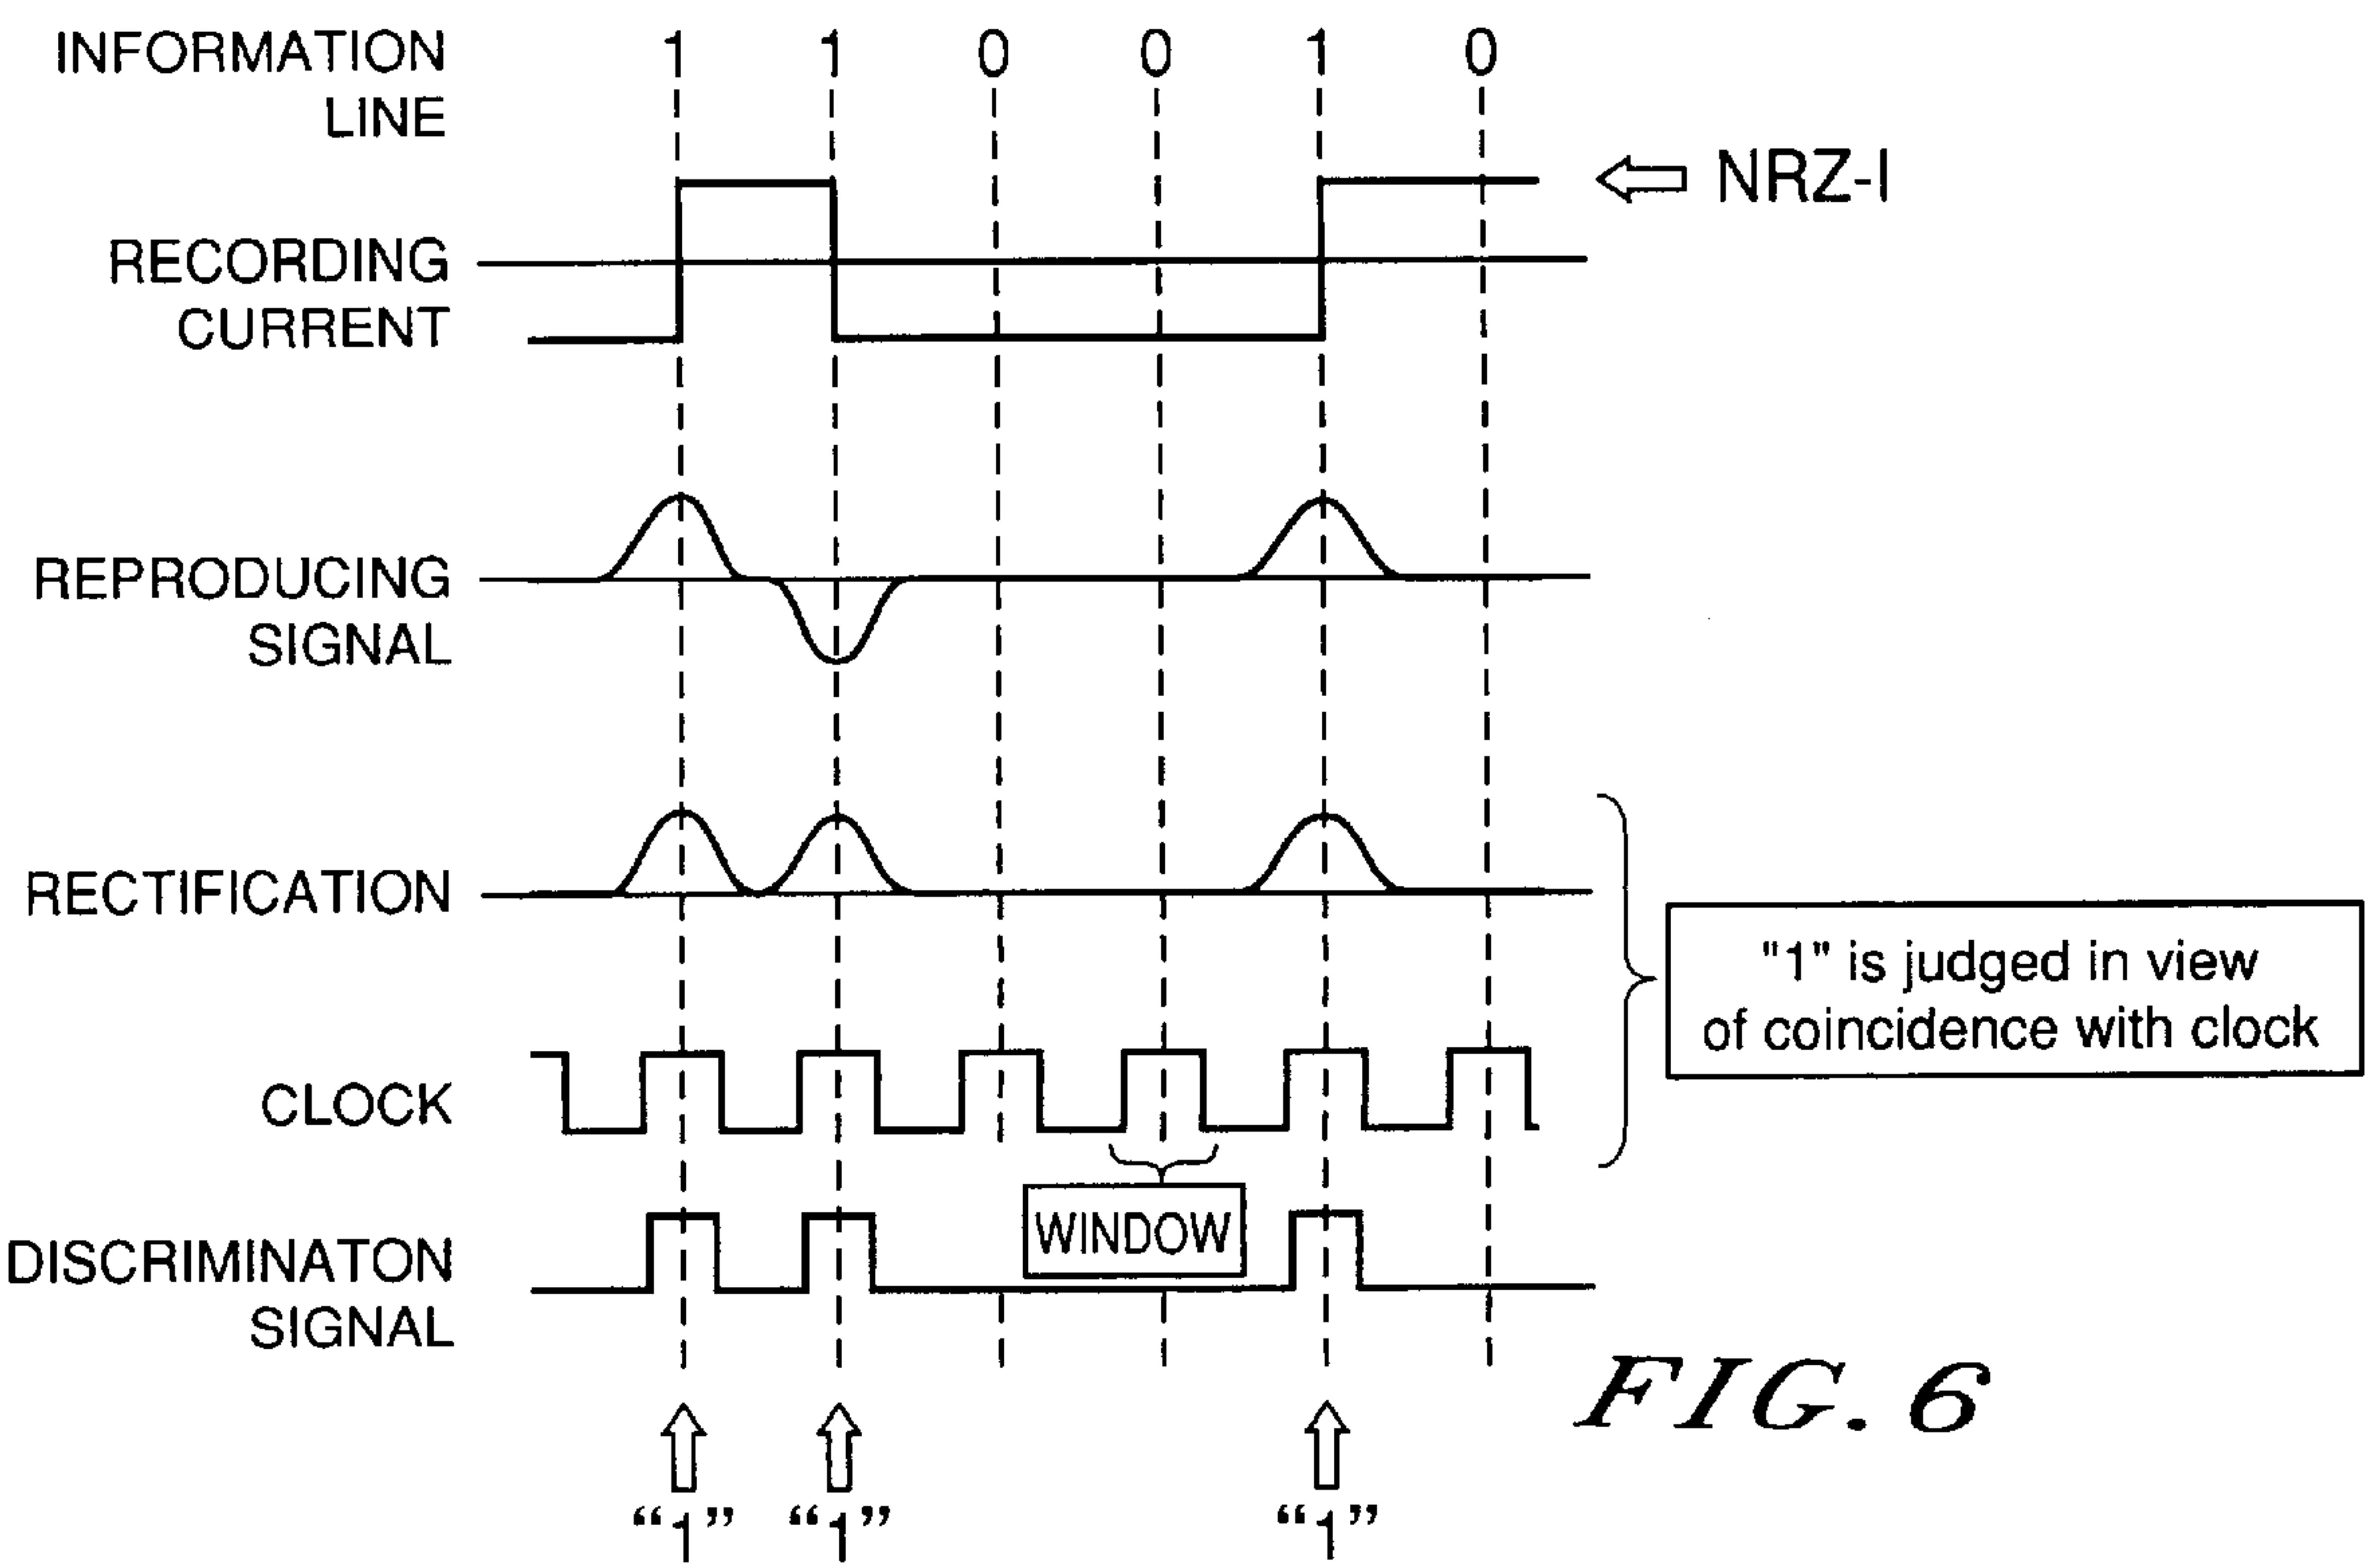 INFORMATION
LINE
1 1 0 0 1 0
NRZ-I
RECORDING
CURRENT
REPRODUCING
SIGNAL
RECTIFICATION
"1" is judged in view
of coincidence with clock
CLOCK
WINDOW
DISCRIMINATON
SIGNAL
FIG. 6
“1” “1” “1”